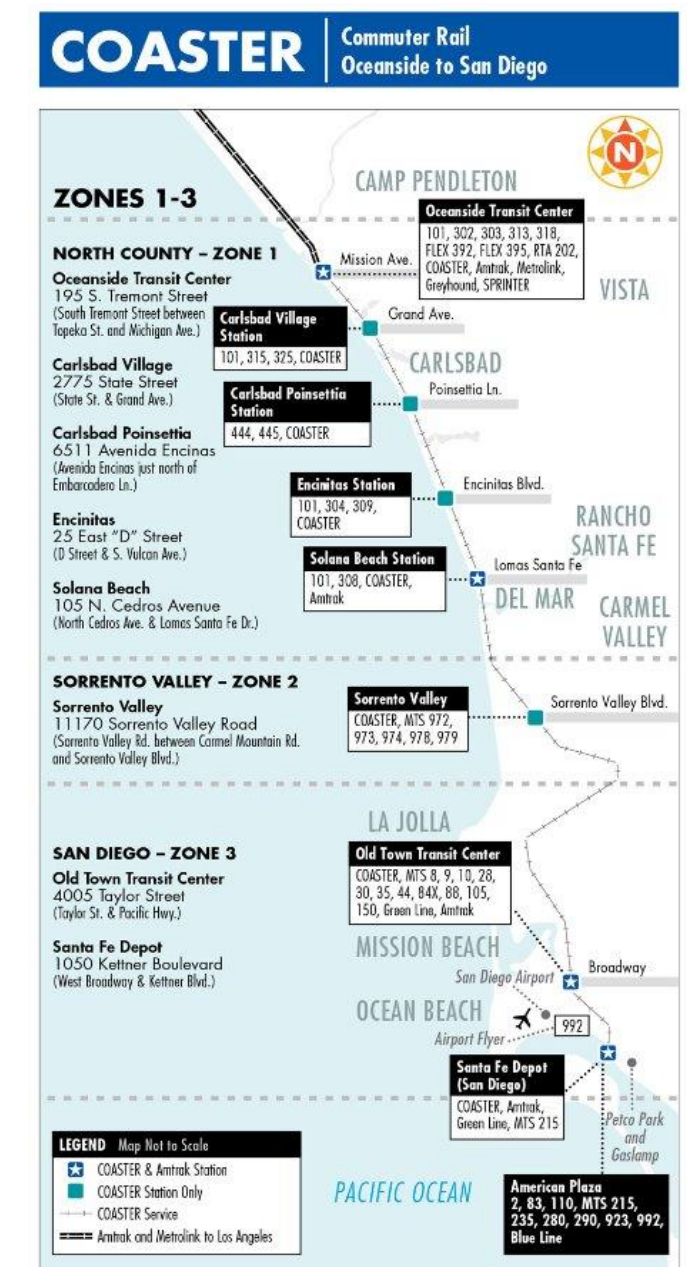 COASTER
Commuter Rail
Oceanside to San Diego
N
ZONES 1-3
CAMP PENDLETON
NORTH COUNTY – ZONE 1
Oceanside Transit Center
195 S. Tremont Street
(South Tremont Street between
Topeka St. and Michigan Ave.)
Carlsbad Village
2775 State Street
(State St. & Grand Ave.)
Carlsbad Poinsettia
6511 Avenida Encinas
(Avenida Encinas just north of
Embarcadero Ln.)
Encinitas
25 East "D" Street
(D Street & S. Vulcan Ave.)
Solana Beach
105 N. Cedros Avenue
(North Cedros Ave. & Lomas Santa Fe Dr.)
Oceanside Transit Center
101, 302, 303, 313, 318,
FLEX 392, FLEX 395, RTA 202,
COASTER, Amtrak, Metrolink,
Greyhound, SPRINTER
Mission Ave.
VISTA
Carlsbad Village
Station
101, 315, 325, COASTER
Grand Ave.
CARLSBAD
Carlsbad Poinsettia
Station
444, 445, COASTER
Poinsettia Ln.
Encinitas Station
101, 304, 309,
COASTER
Encinitas Blvd.
RANCHO
SANTA FE
Solana Beach Station
101, 308, COASTER,
Amtrak
Lomas Santa Fe
DEL MAR
CARMEL
VALLEY
SORRENTO VALLEY – ZONE 2
Sorrento Valley
11170 Sorrento Valley Road
(Sorrento Valley Rd. between Carmel Mountain Rd.
and Sorrento Valley Blvd.)
Sorrento Valley
COASTER, MTS 972,
973, 974, 978, 979
Sorrento Valley Blvd.
LA JOLLA
SAN DIEGO – ZONE 3
Old Town Transit Center
4005 Taylor Street
(Taylor St. & Pacific Hwy.)
Santa Fe Depot
1050 Kettner Boulevard
(West Broadway & Kettner Blvd.)
Old Town Transit Center
COASTER, MTS 8, 9, 10, 28,
30, 35, 44, 84X, 88, 105,
150, Green Line, Amtrak
MISSION BEACH
San Diego Airport
Broadway
OCEAN BEACH
Airport Flyer
992
Santa Fe Depot
(San Diego)
COASTER, Amtrak,
Green Line, MTS 215
Petco Park
and
Gaslamp
LEGEND Map Not to Scale
COASTER & Amtrak Station
COASTER Station Only
COASTER Service
Amtrak and Metrolink to Los Angeles
PACIFIC OCEAN
American Plaza
2, 83, 110, MTS 215,
235, 280, 290, 923, 992,
Blue Line